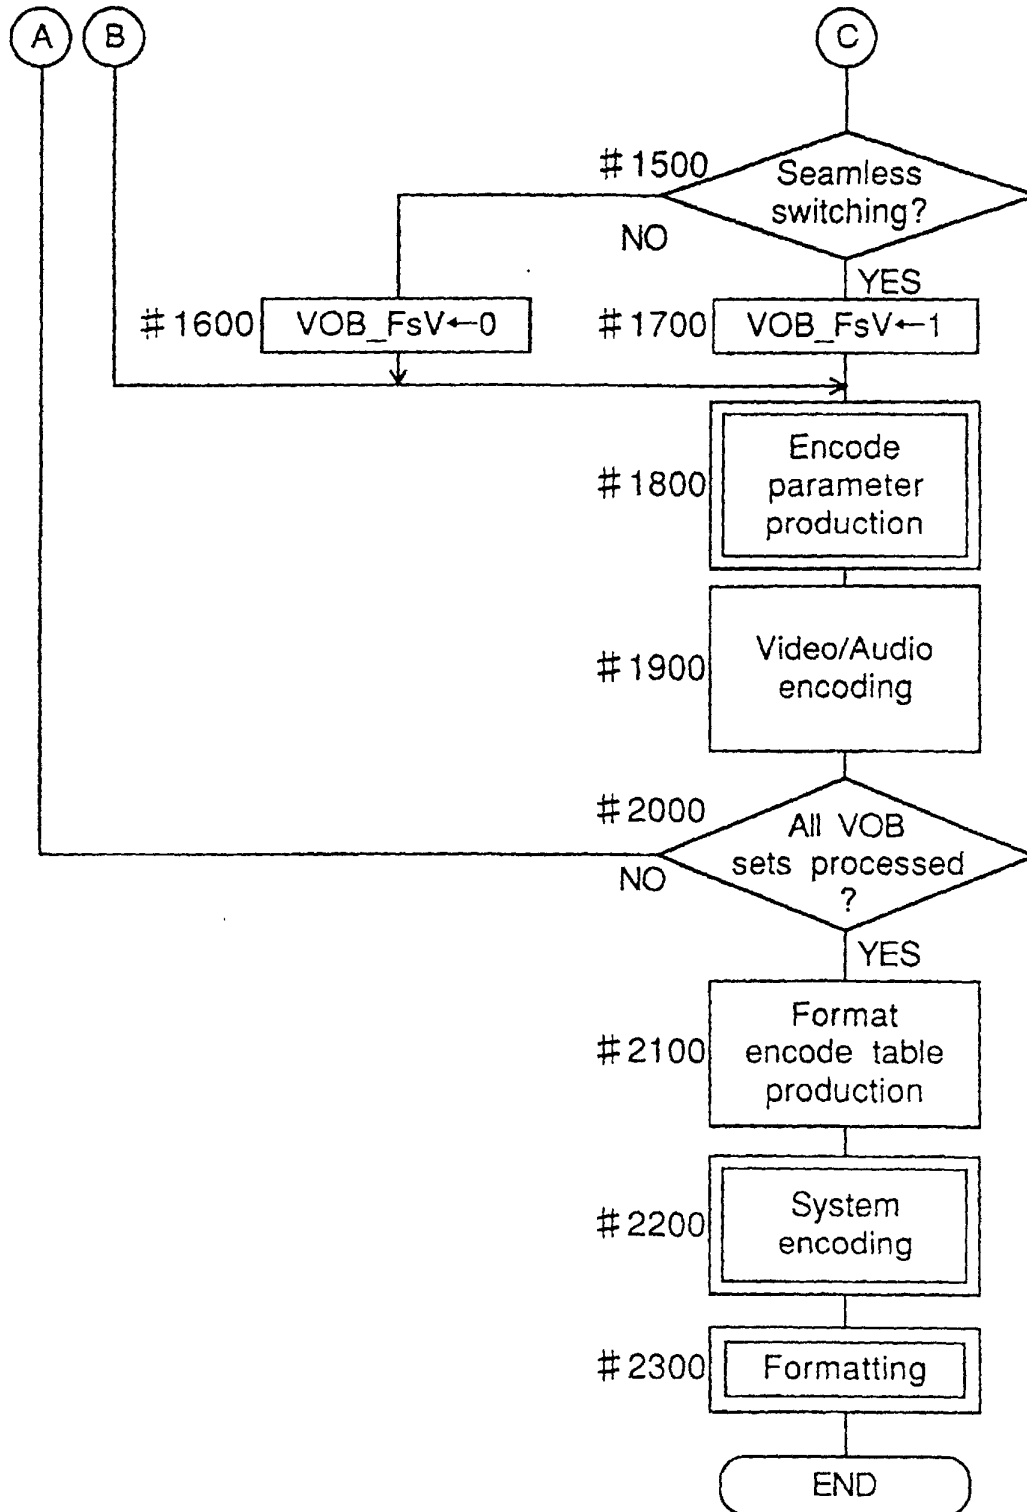 A B C
#1500
Seamless
switching?
NO
YES
#1600 VOB_FsV←0
#1700 VOB_FsV←1
#1800
Encode
parameter
production
#1900
Video/Audio
encoding
#2000
All VOB
sets processed
?
NO
YES
#2100
Format
encode table
production
#2200
System
encoding
#2300 Formatting
END